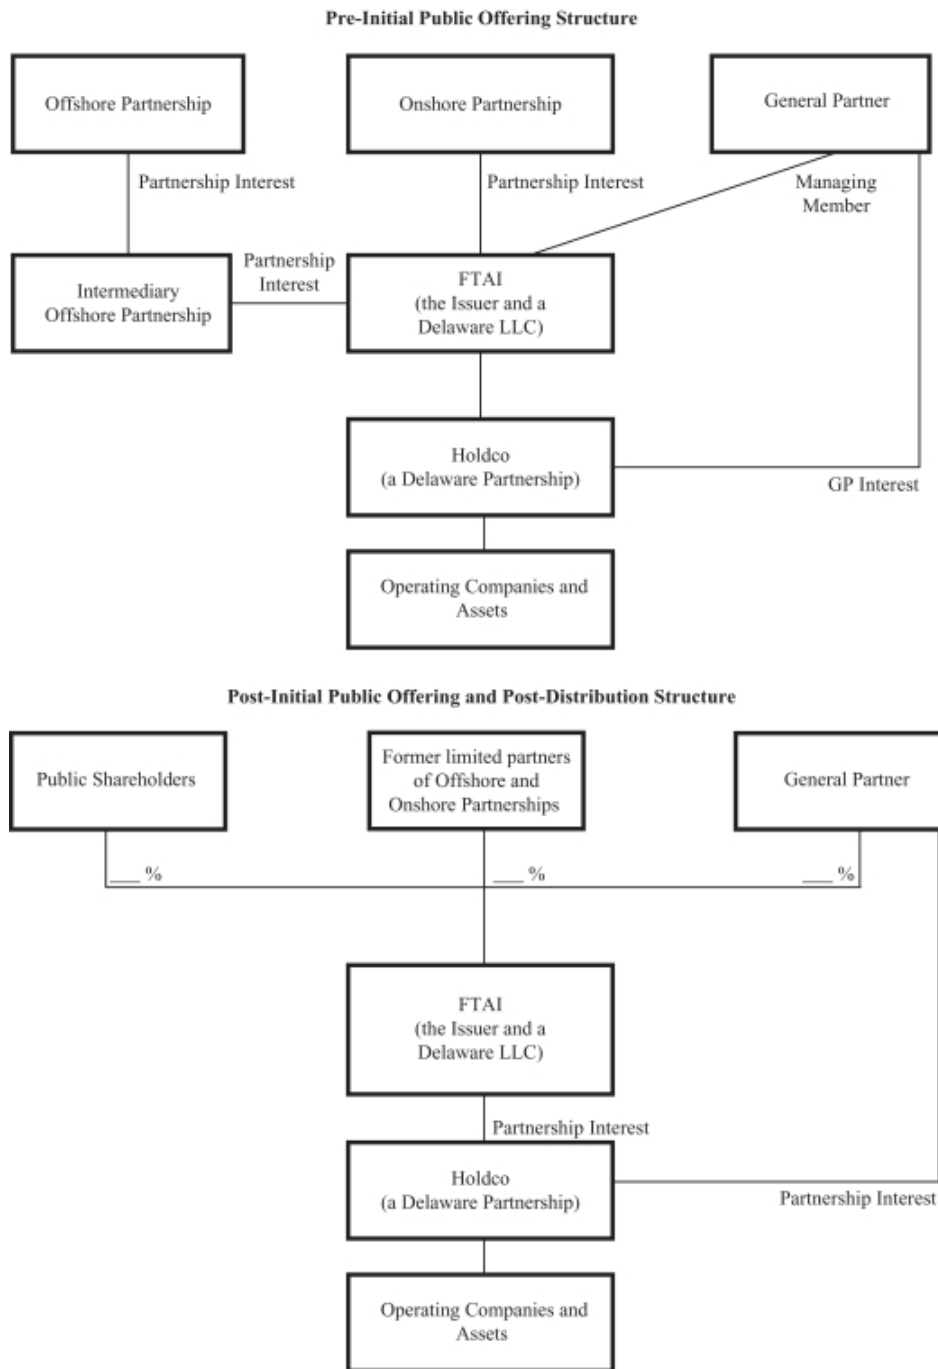 Pre-Initial Public Offering Structure
Offshore Partnership
Onshore Partnership
General Partner
Partnership Interest
Partnership Interest
Managing
Member
Intermediary
Offshore Partnership
Partnership
Interest
FTAI
(the Issuer and a
Delaware LLC)
Holdco
(a Delaware Partnership)
GP Interest
Operating Companies and
Assets
Post-Initial Public Offering and Post-Distribution Structure
Public Shareholders
Former limited partners
of Offshore and
Onshore Partnerships
General Partner
___ %
___ %
___ %
FTAI
(the Issuer and a
Delaware LLC)
Partnership Interest
Holdco
(a Delaware Partnership)
Partnership Interest
Operating Companies and
Assets